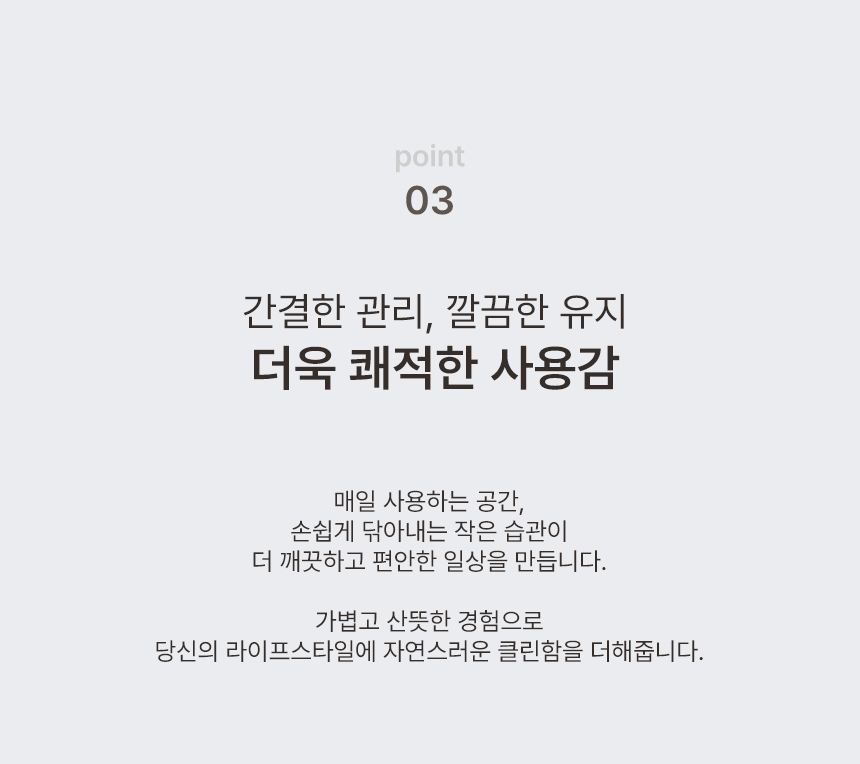 point
03
간결한 관리, 깔끔한 유지
더욱 쾌적한 사용감
매일 사용하는 공간,
손쉽게 닦아내는 작은 습관이
더 깨끗하고 편안한 일상을 만듭니다.
가볍고 산뜻한 경험으로
당신의 라이프스타일에 자연스러운 클린함을 더해줍니다.